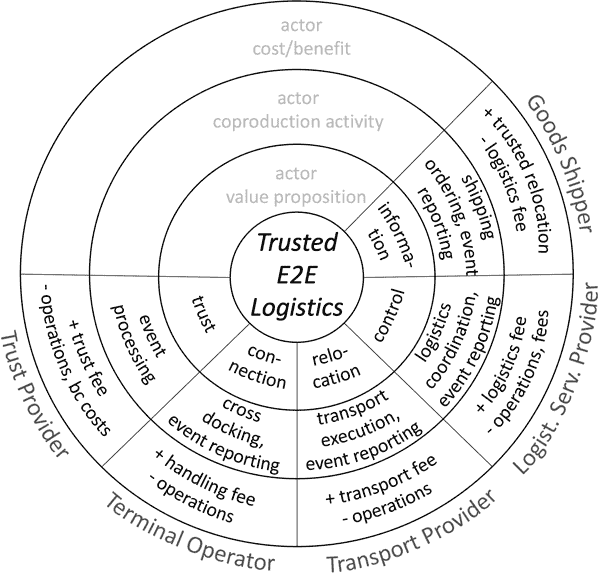 actor
cost/benefit
actor
coproduction activity
actor
value proposition
Trusted
E2E
Logistics
Goods Shipper
+ trusted relocation
- logistics fee
shipping
ordering, event
reporting
informa-
tion
Logist. Serv. Provider
+ logistics fee
- operations, fees
logistics
coordination,
event reporting
control
Transport Provider
+ transport fee
- operations
transport
execution,
event reporting
relo-
cation
Terminal Operator
+ handling fee
- operations
cross
docking,
event reporting
con-
nection
Trust Provider
+ trust fee
- operations, bc costs
event
processing
trust